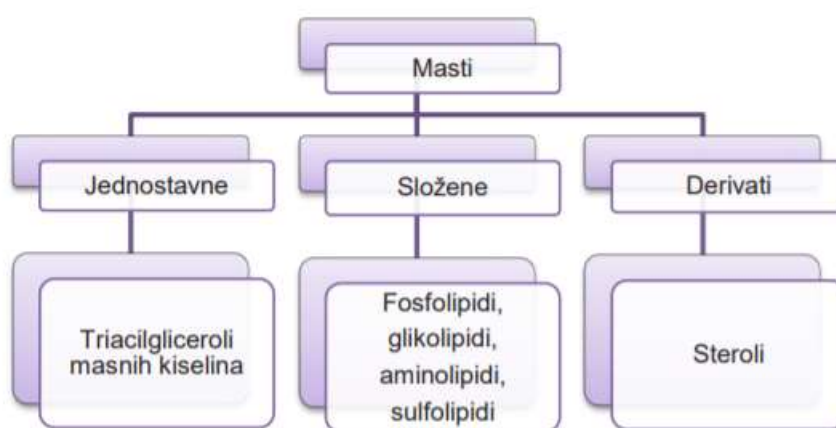 Masti
Jednostavne
Složene
Derivati
Triacilgliceroli
masnih kiselina
Fosfolipidi,
glikolipidi,
aminolipidi,
sulfolipidi
Steroli